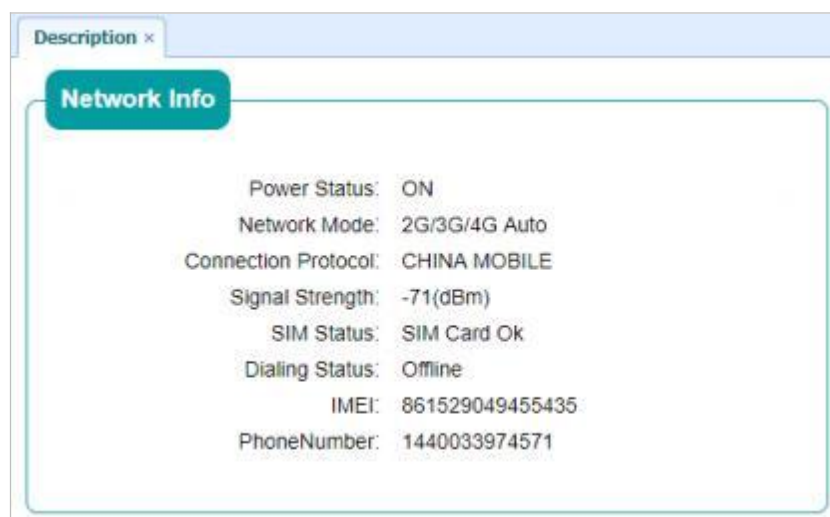 Description ×
Network Info
Power Status: ON
Network Mode: 2G/3G/4G Auto
Connection Protocol: CHINA MOBILE
Signal Strength: -71(dBm)
SIM Status: SIM Card Ok
Dialing Status: Offline
IMEI: 861529049455435
PhoneNumber: 1440033974571